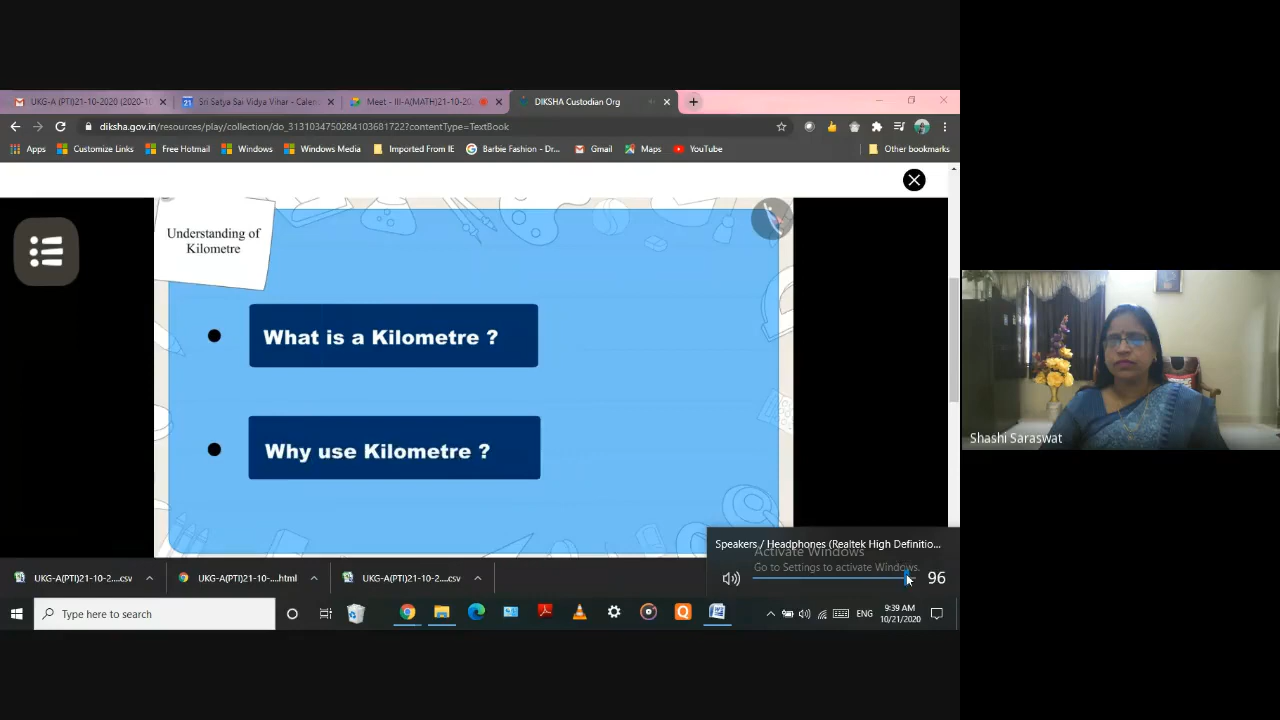 UKG-A (PTI)21-10-2020 (2020-10
Sri Satya Sai Vidya Vihar - Calen
Meet - III-A(MATH)21-10-20
DIKSHA Custodian Org
diksha.gov.in/resources/play/collection/do_31310347502841036817​22?contentType=TextBook
Apps
Customize Links
Free Hotmail
Windows
Windows Media
Imported From IE
Barbie Fashion - Dr...
Gmail
Maps
YouTube
Other bookmarks
Understanding of
Kilometre
What is a Kilometre ?
Why use Kilometre ?
Shashi Saraswat
Speakers / Headphones (Realtek High Definitio...
Activate Windows
Go to Settings to activate Windows.
96
UKG-A(PTI)21-10-2....csv
UKG-A(PTI)21-10-....html
UKG-A(PTI)21-10-2....csv
Type here to search
ENG
9:39 AM
10/21/2020